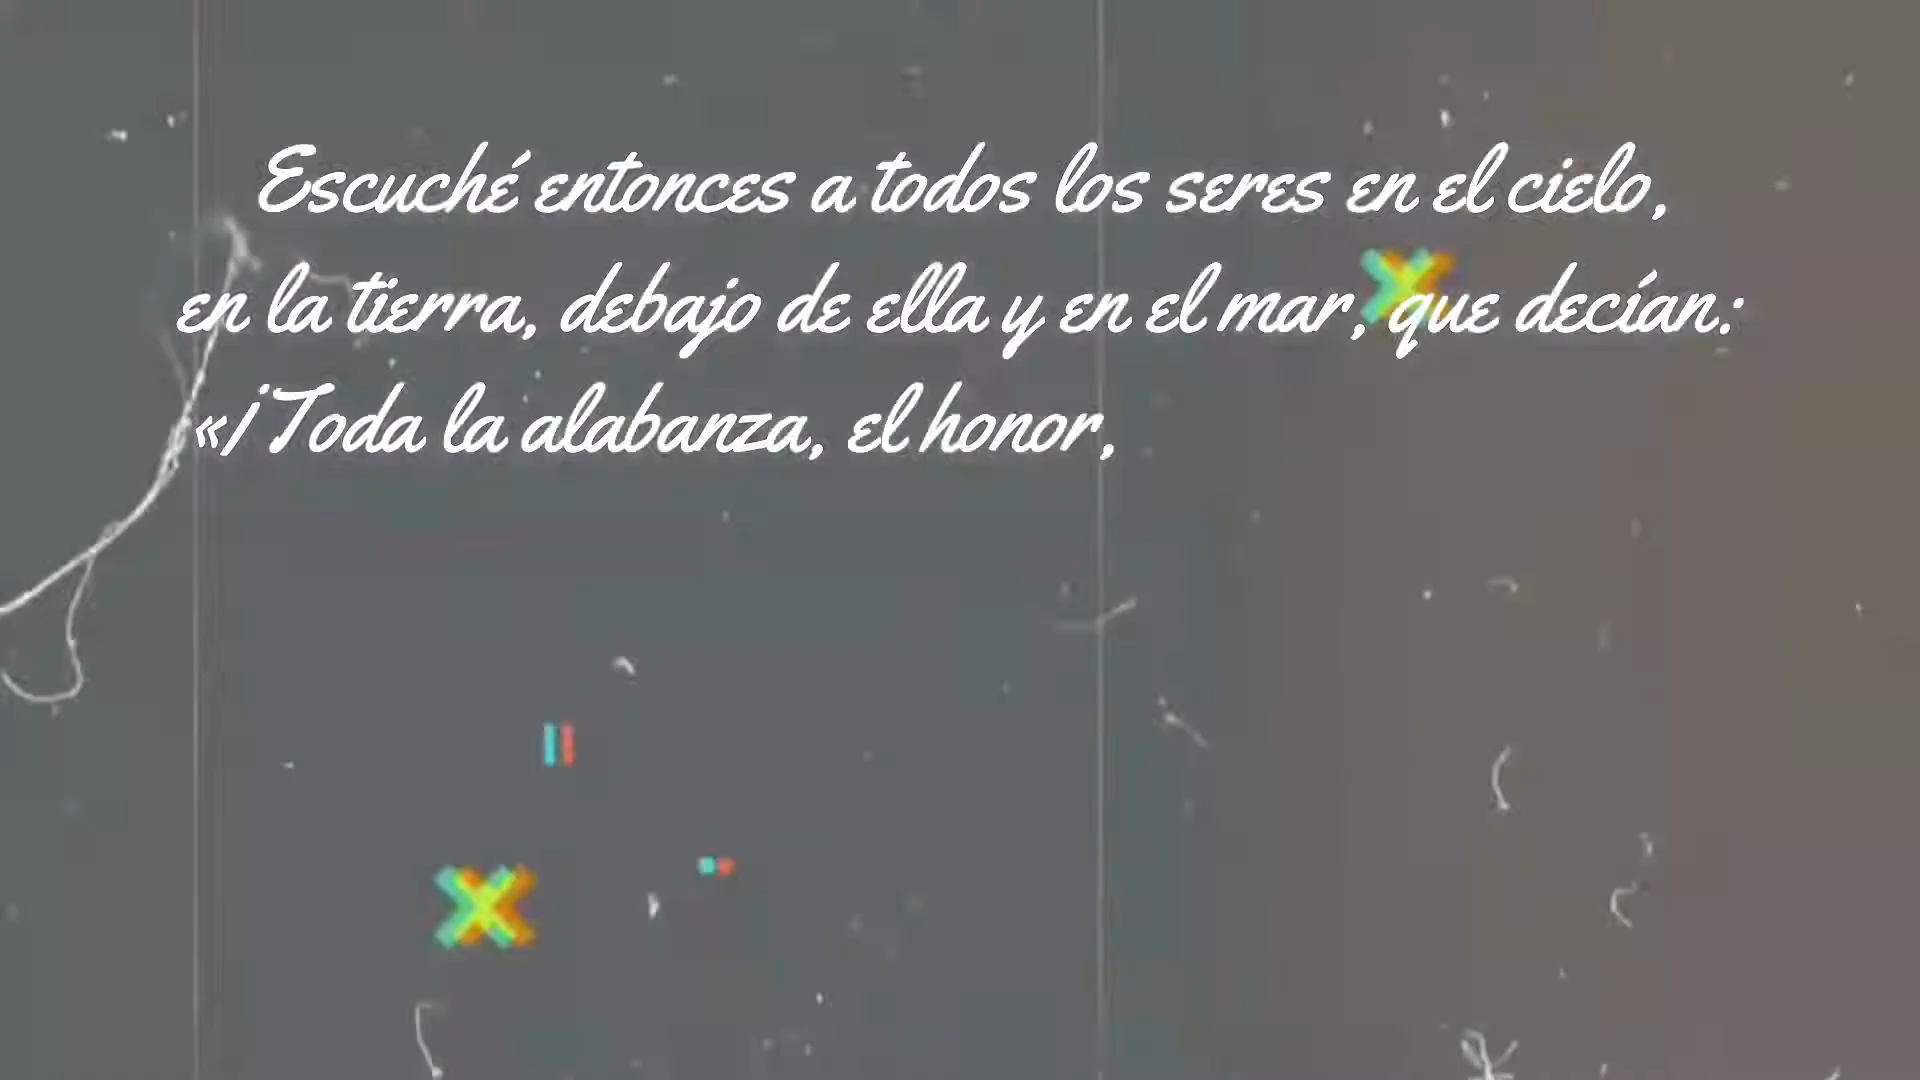 Escuché entonces a todos los seres en el cielo,
en la tierra, debajo de ella y en el mar, que decían:
«¡Toda la alabanza, el honor,